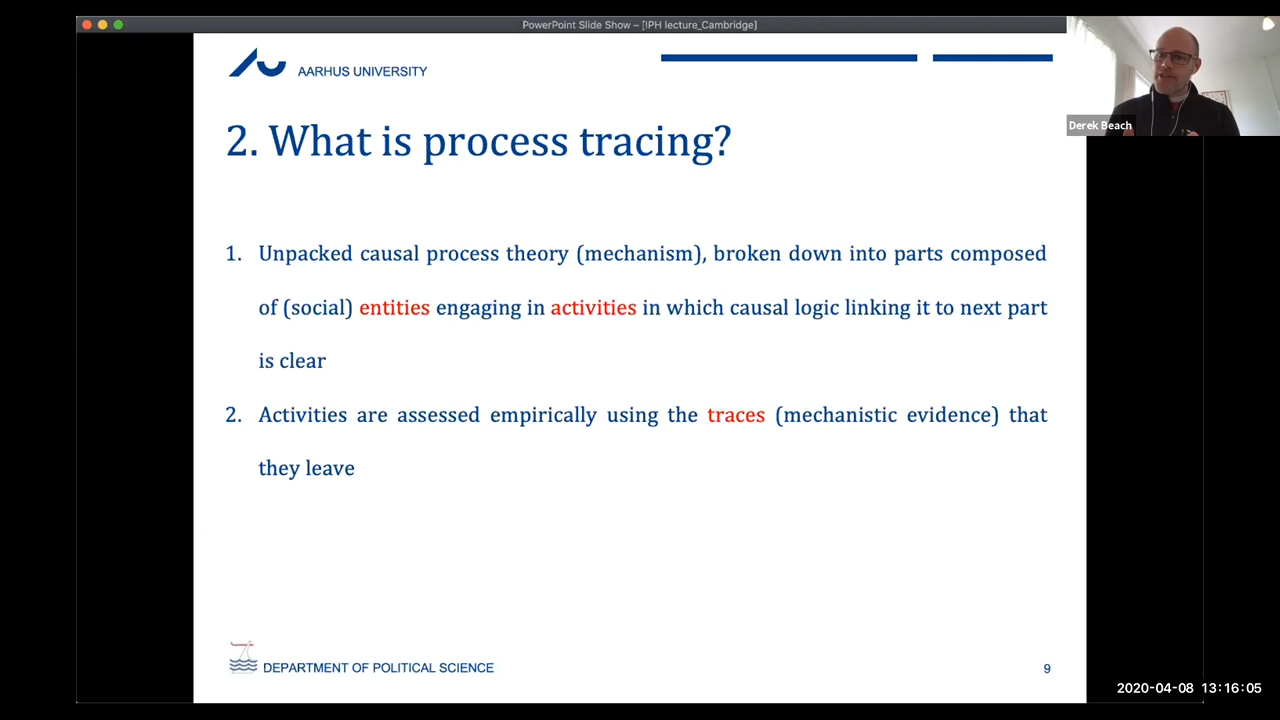 PowerPoint Slide Show – [IPH lecture_Cambridge]
AARHUS UNIVERSITY
Derek Beach
2. What is process tracing?
1. Unpacked causal process theory (mechanism), broken down into parts composed
of (social) entities engaging in activities in which causal logic linking it to next part
is clear
2. Activities are assessed empirically using the traces (mechanistic evidence) that
they leave
DEPARTMENT OF POLITICAL SCIENCE
9
2020-04-08 13:16:05